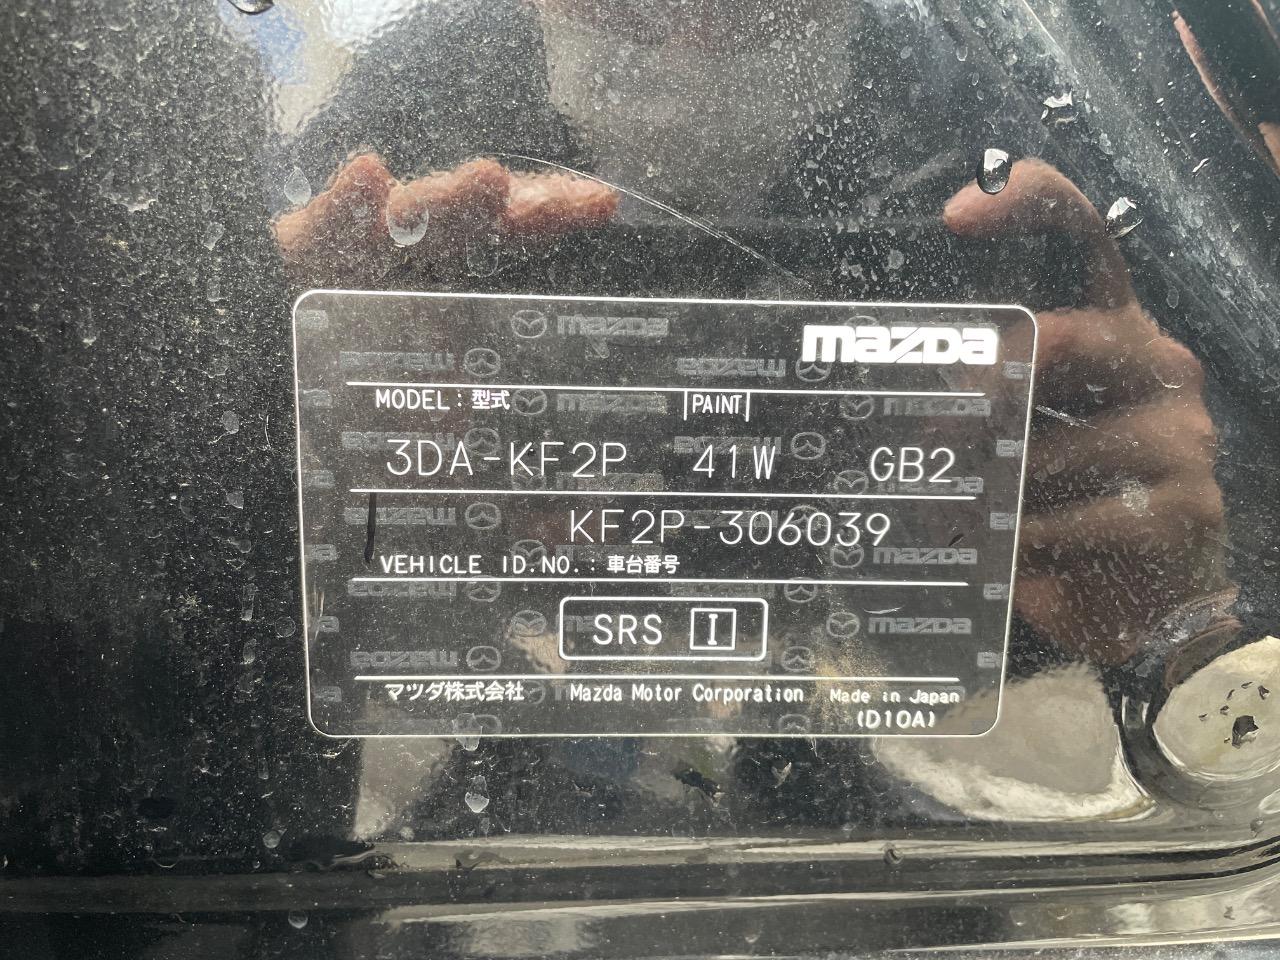 mazDa
MODEL：型式 PAINT
3DA-KF2P 41W GB2
KF2P-306039
VEHICLE ID.NO.：車台番号
SRS I
マツダ株式会社 Mazda Motor Corporation Made in Japan
(D10A)